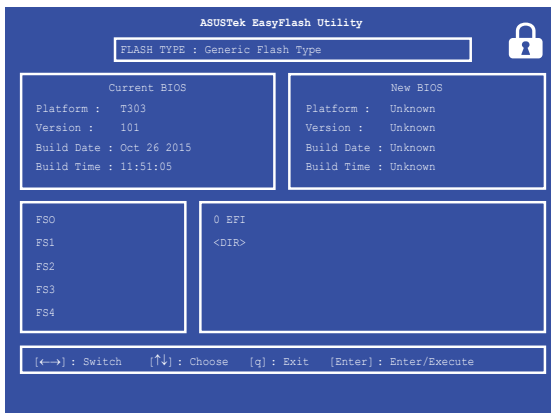 ASUSTek EasyFlash Utility
FLASH TYPE : Generic Flash Type
Current BIOS
Platform : T303
Version : 101
Build Date : Oct 26 2015
Build Time : 11:51:05
New BIOS
Platform : Unknown
Version : Unknown
Build Date : Unknown
Build Time : Unknown
FSO
FS1
FS2
FS3
FS4
0 EFI
<DIR>
[←→] : Switch [↑↓] : Choose [q] : Exit [Enter] : Enter/Execute